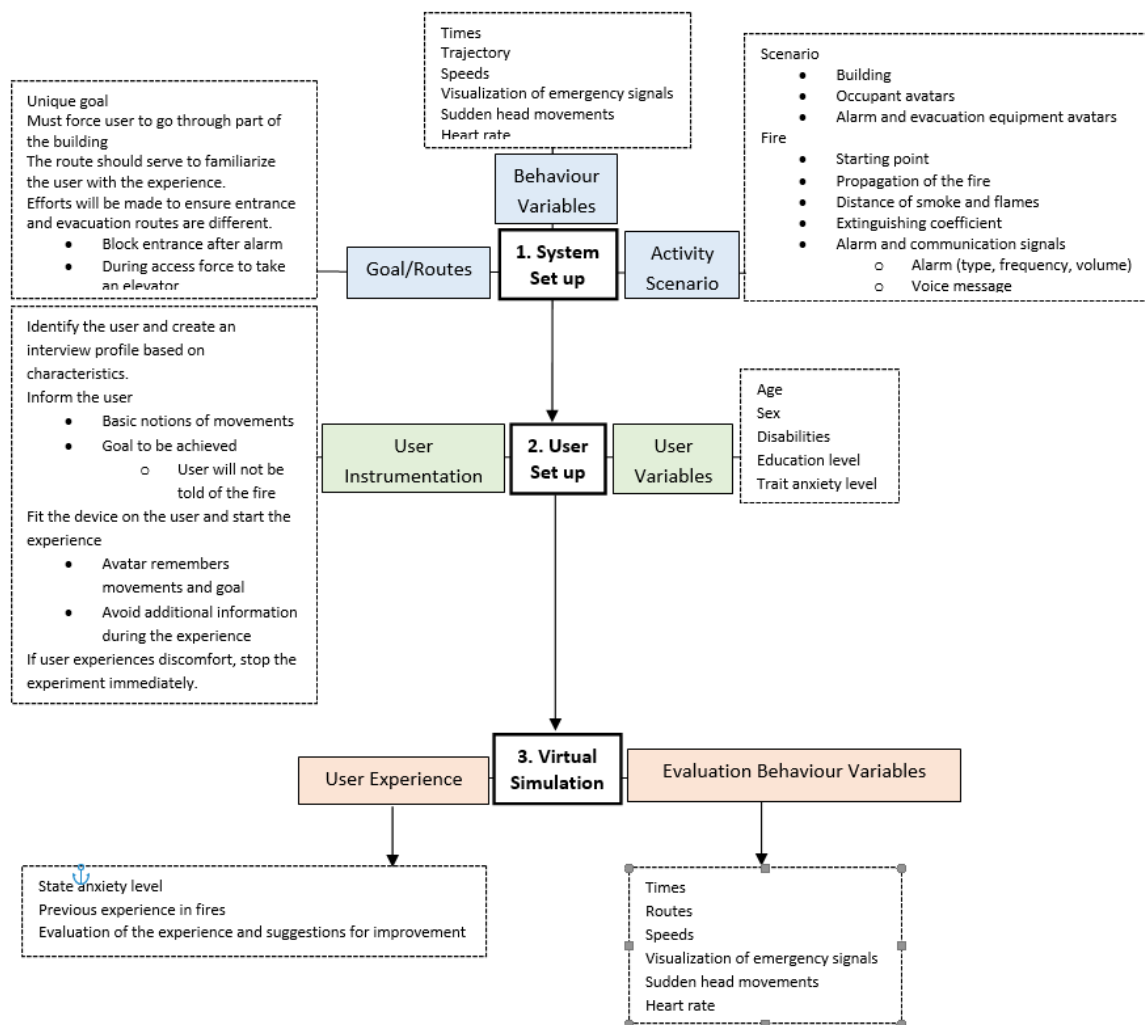 Times
Trajectory
Speeds
Visualization of emergency signals
Sudden head movements
Heart rate
Scenario
● Building
● Occupant avatars
● Alarm and evacuation equipment avatars
Fire
● Starting point
● Propagation of the fire
● Distance of smoke and flames
● Extinguishing coefficient
● Alarm and communication signals
○ Alarm (type, frequency, volume)
○ Voice message
Unique goal
Must force user to go through part of
the building
The route should serve to familiarize
the user with the experience.
Efforts will be made to ensure entrance
and evacuation routes are different.
● Block entrance after alarm
● During access force to take
an elevator
Behaviour
Variables
Goal/Routes
1. System
Set up
Activity
Scenario
Identify the user and create an
interview profile based on
characteristics.
Inform the user
● Basic notions of movements
● Goal to be achieved
○ User will not be
told of the fire
Fit the device on the user and start the
experience
● Avatar remembers
movements and goal
● Avoid additional information
during the experience
If user experiences discomfort, stop the
experiment immediately.
User
Instrumentation
2. User
Set up
User
Variables
Age
Sex
Disabilities
Education level
Trait anxiety level
User Experience
3. Virtual
Simulation
Evaluation Behaviour Variables
State anxiety level
Previous experience in fires
Evaluation of the experience and suggestions for improvement
Times
Routes
Speeds
Visualization of emergency signals
Sudden head movements
Heart rate